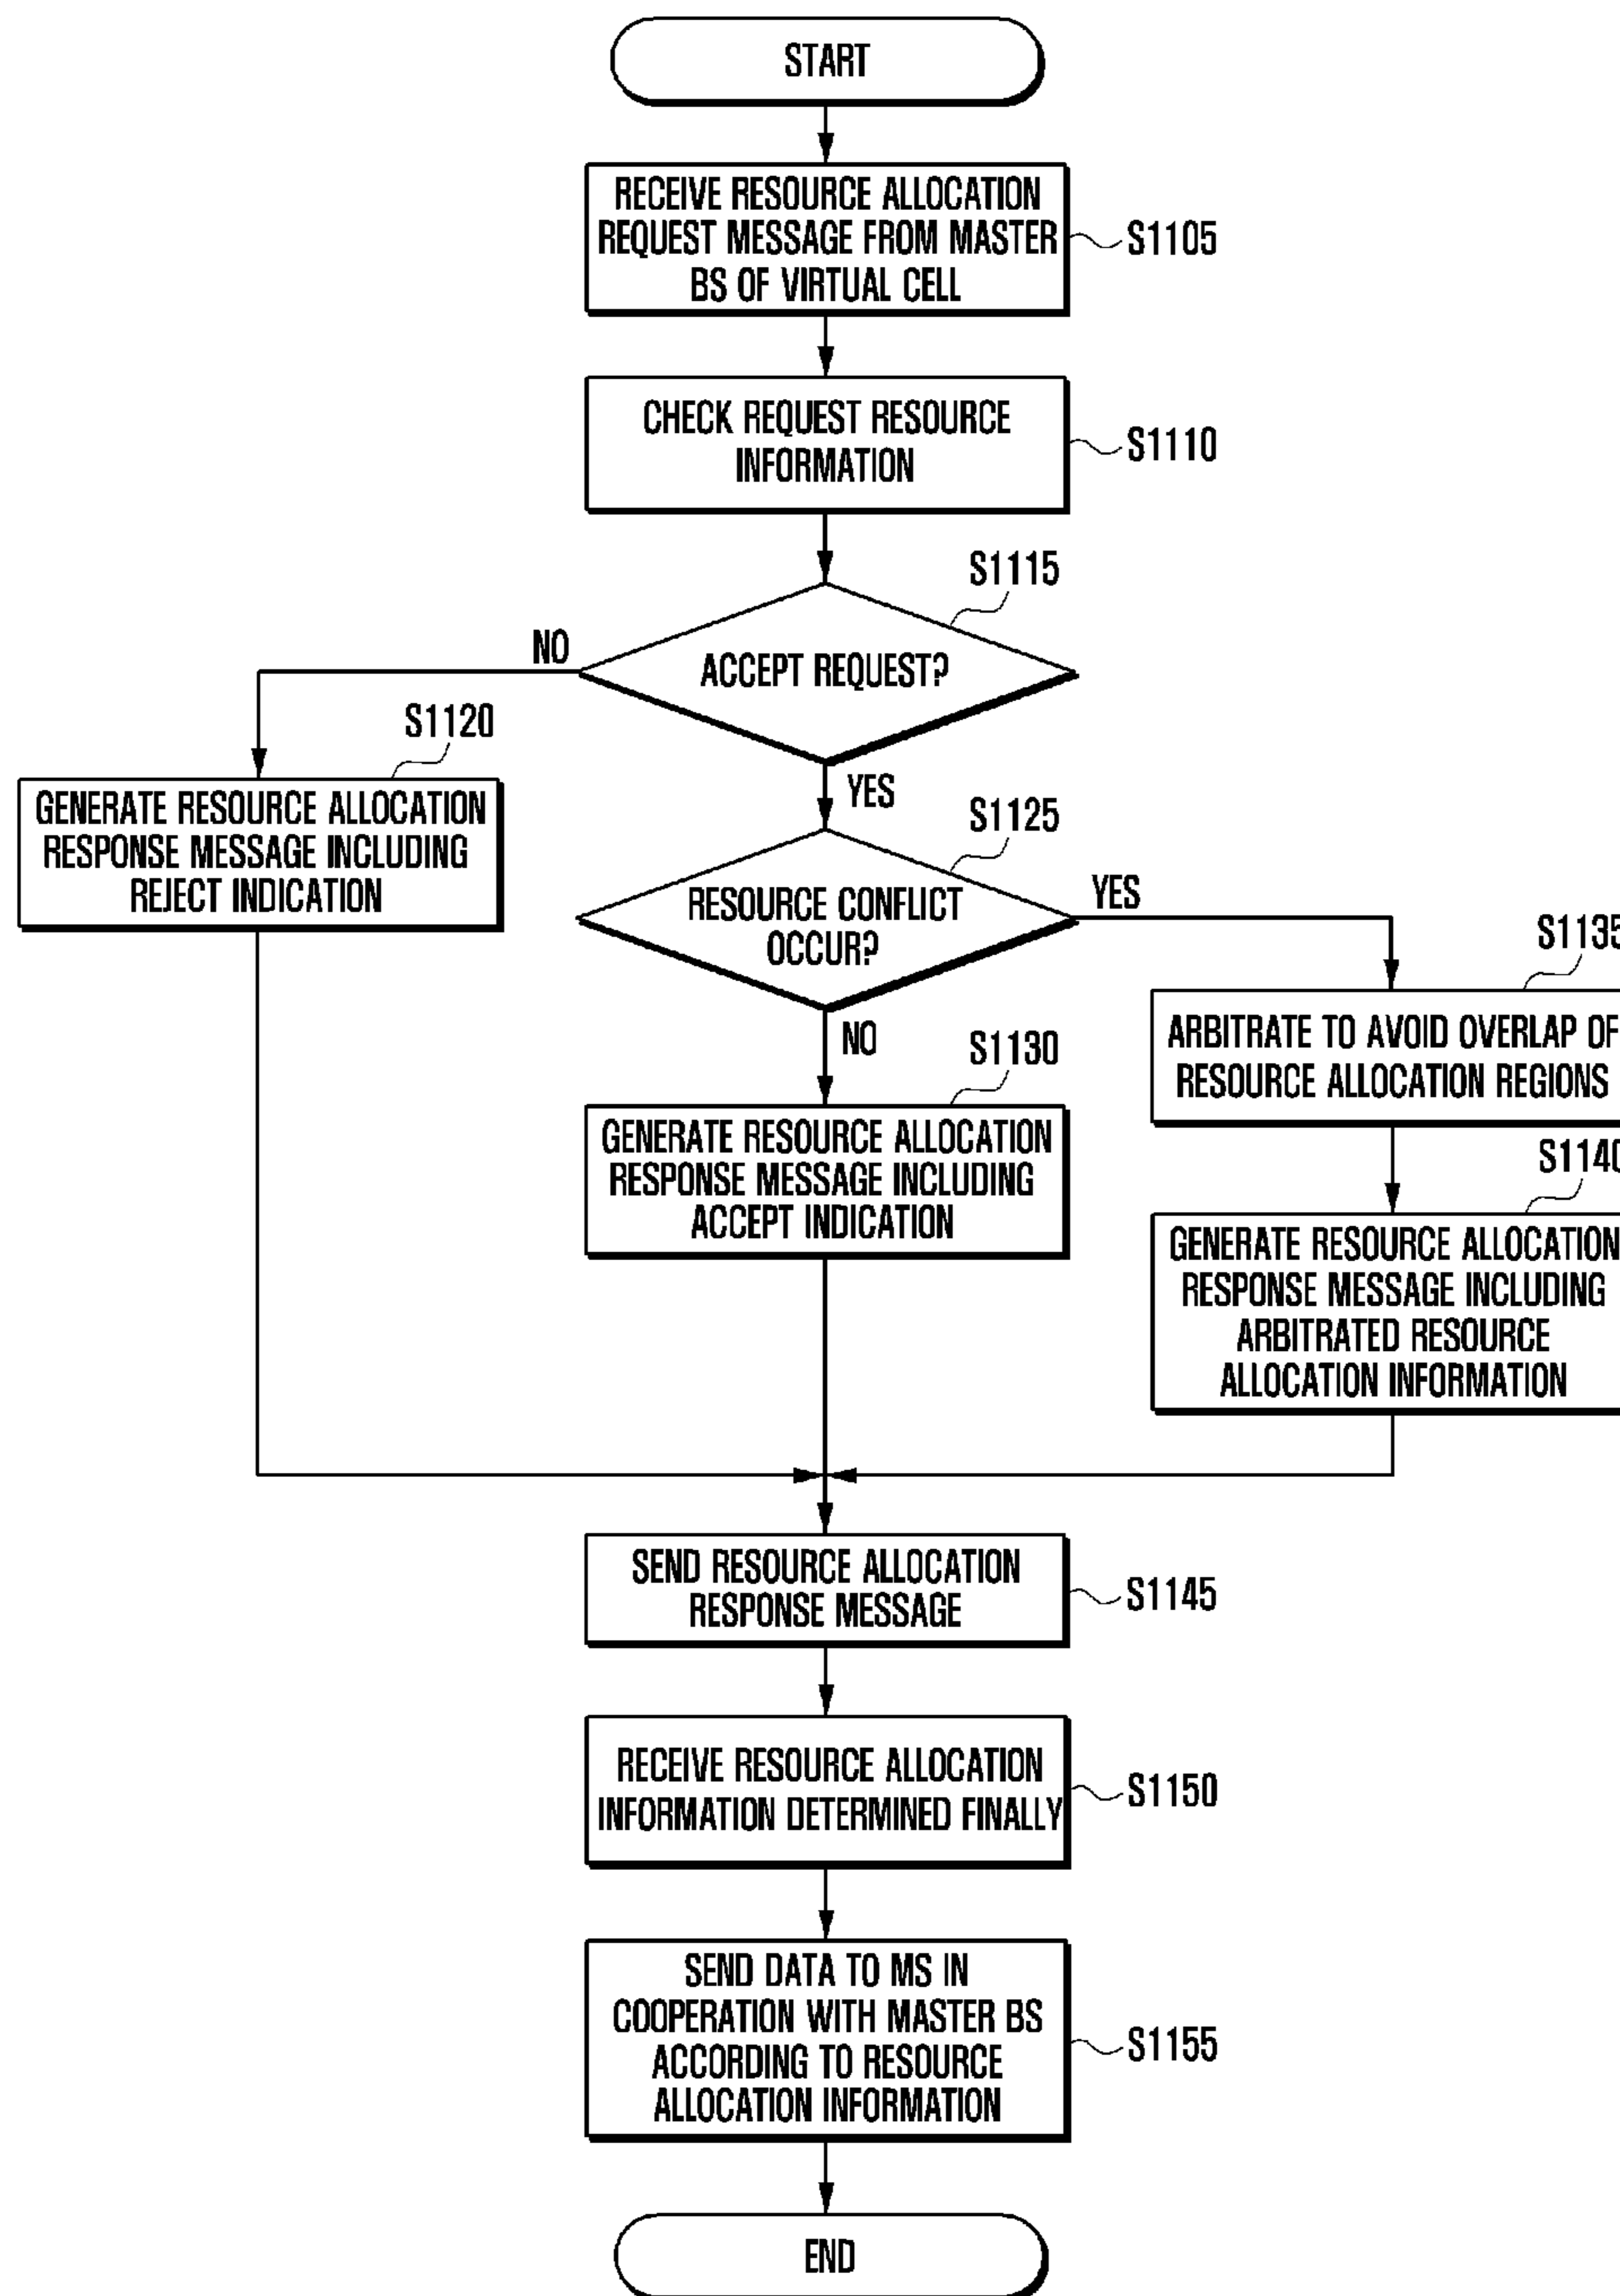 START
RECEIVE RESOURCE ALLOCATION
REQUEST MESSAGE FROM MASTER
BS OF VIRTUAL CELL
S1105
CHECK REQUEST RESOURCE
INFORMATION
S1110
S1115
ACCEPT REQUEST?
NO
YES
S1120
GENERATE RESOURCE ALLOCATION
RESPONSE MESSAGE INCLUDING
REJECT INDICATION
S1125
RESOURCE CONFLICT
OCCUR?
YES
NO
S1135
ARBITRATE TO AVOID OVERLAP OF
RESOURCE ALLOCATION REGIONS
S1130
GENERATE RESOURCE ALLOCATION
RESPONSE MESSAGE INCLUDING
ACCEPT INDICATION
S1140
GENERATE RESOURCE ALLOCATION
RESPONSE MESSAGE INCLUDING
ARBITRATED RESOURCE
ALLOCATION INFORMATION
SEND RESOURCE ALLOCATION
RESPONSE MESSAGE
S1145
RECEIVE RESOURCE ALLOCATION
INFORMATION DETERMINED FINALLY
S1150
SEND DATA TO MS IN
COOPERATION WITH MASTER BS
ACCORDING TO RESOURCE
ALLOCATION INFORMATION
S1155
END